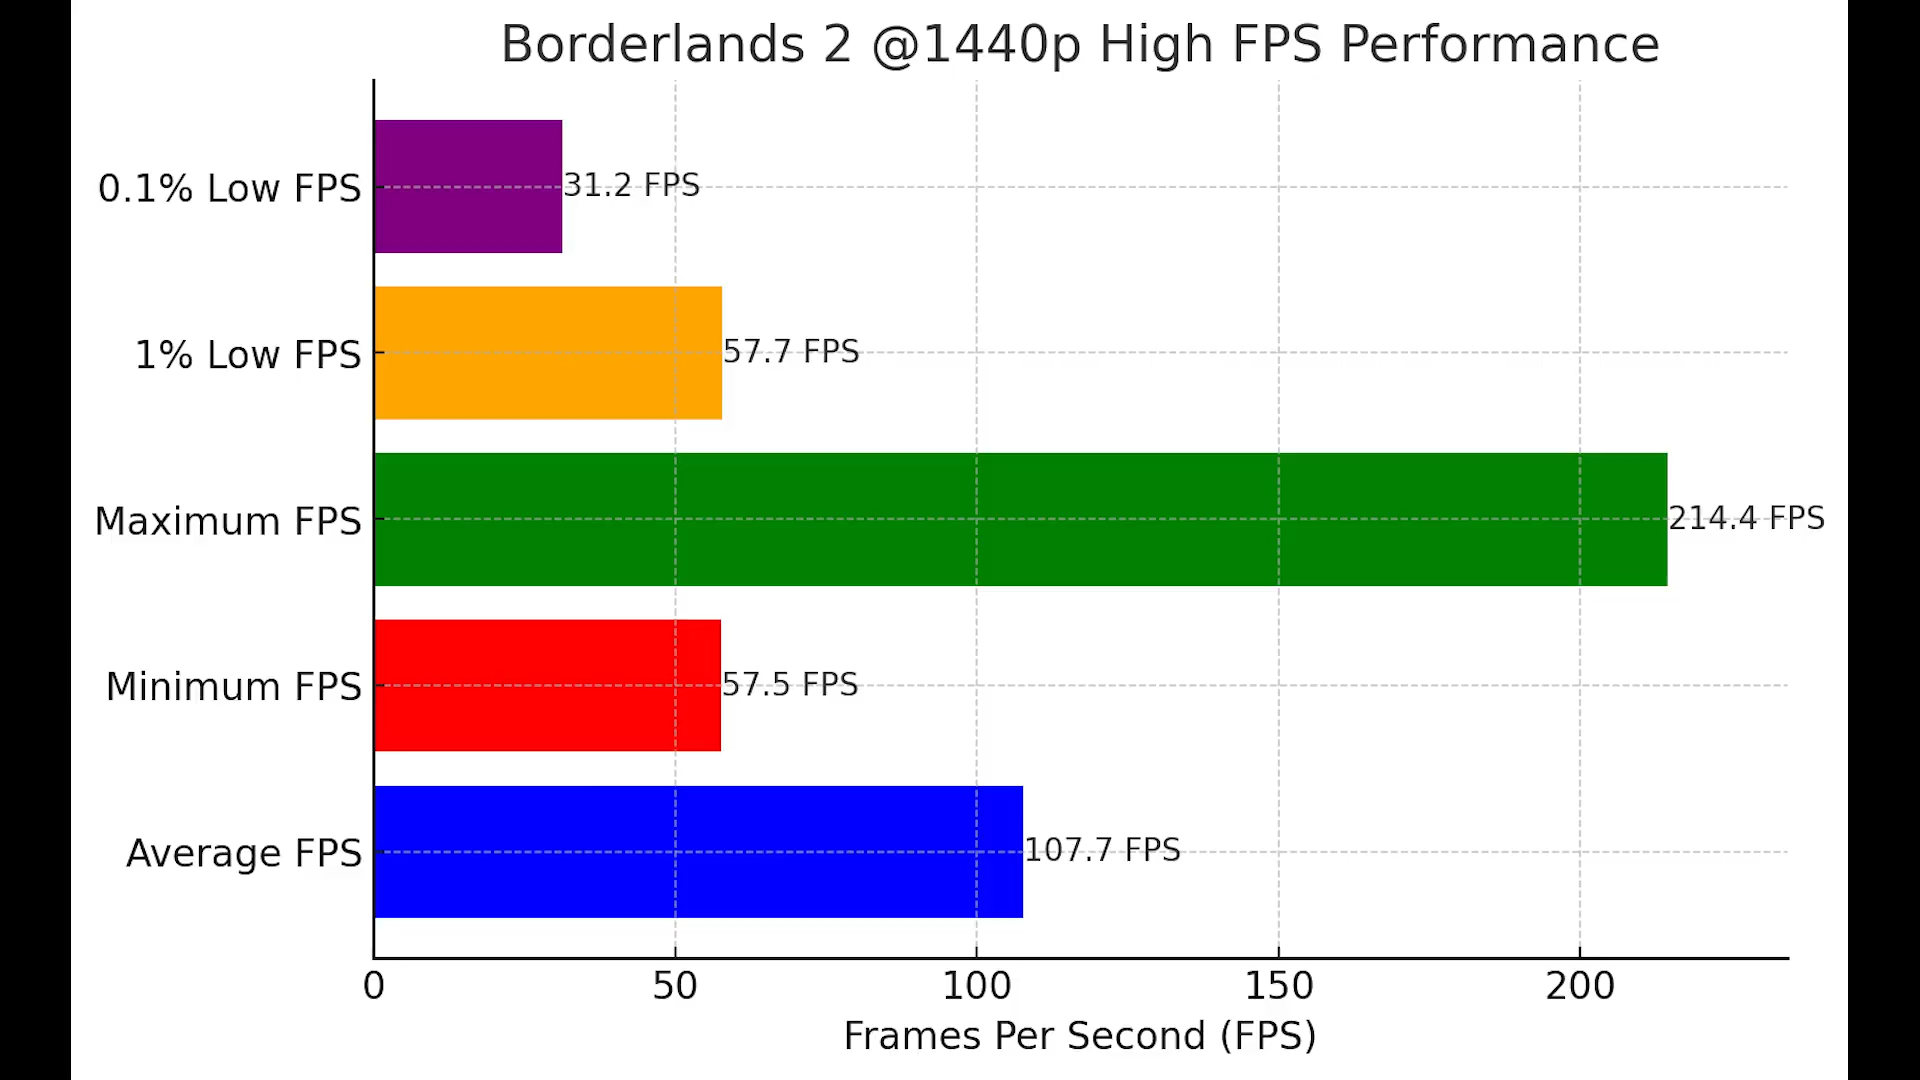 Borderlands 2 @1440p High FPS Performance
0.1% Low FPS
31.2 FPS
1% Low FPS
57.7 FPS
Maximum FPS
214.4 FPS
Minimum FPS
57.5 FPS
Average FPS
107.7 FPS
0 50 100 150 200
Frames Per Second (FPS)